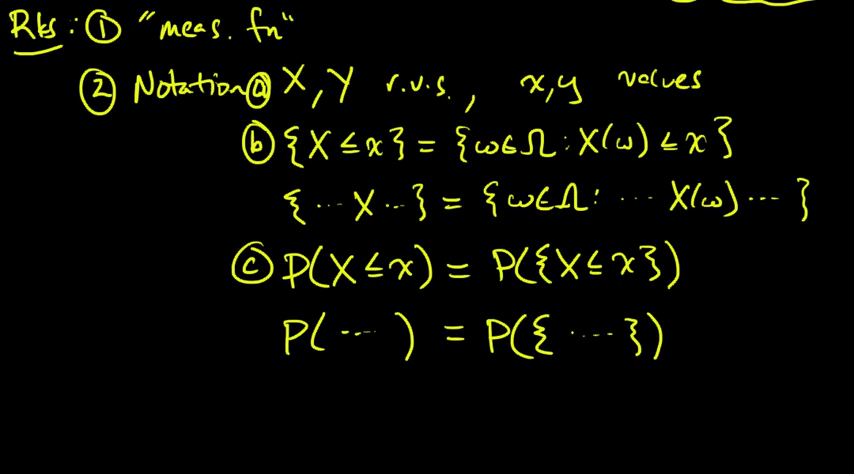 Rks: ① "meas. fn"
② Notation ⓐ X, Y r.v.s., x, y values
ⓑ {X ≤ x} = {ω ∈ Ω : X(ω) ≤ x}
{ ··· X ··· } = {ω ∈ Ω : ··· X(ω) ··· }
ⓒ P(X ≤ x) = P({X ≤ x})
P( ···· ) = P({ ···· })